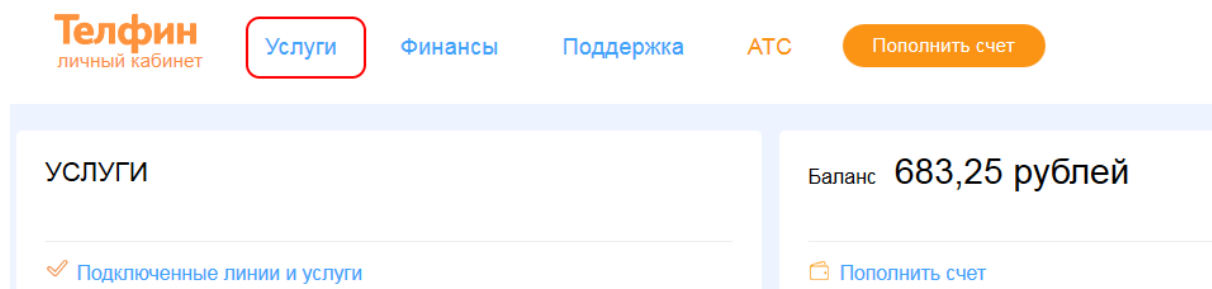 Телфин
личный кабинет
Услуги
Финансы
Поддержка
АТС
Пополнить счет
УСЛУГИ
Подключенные линии и услуги
Баланс 683,25 рублей
Пополнить счет